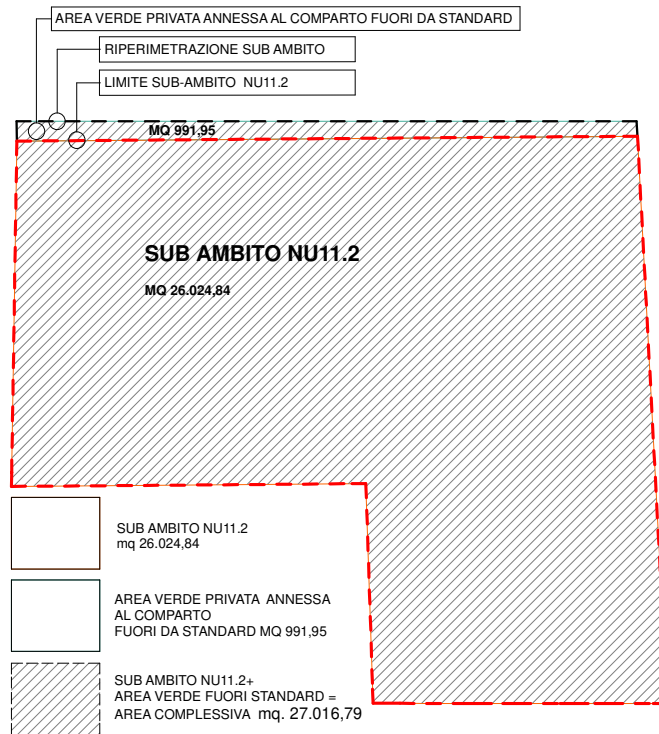 AREA VERDE PRIVATA ANNESSA AL COMPARTO FUORI DA STANDARD
RIPERIMETRAZIONE SUB AMBITO
LIMITE SUB-AMBITO NU11.2
MQ 991,95
SUB AMBITO NU11.2
MQ 26.024,84
SUB AMBITO NU11.2
mq 26.024,84
AREA VERDE PRIVATA ANNESSA
AL COMPARTO
FUORI DA STANDARD MQ 991,95
SUB AMBITO NU11.2+
AREA VERDE FUORI STANDARD =
AREA COMPLESSIVA mq. 27.016,79